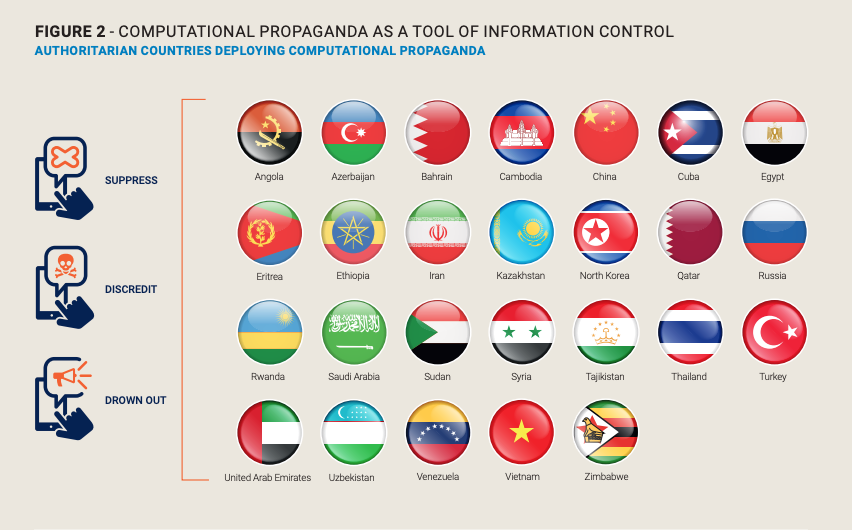 FIGURE 2 - COMPUTATIONAL PROPAGANDA AS A TOOL OF INFORMATION CONTROL
AUTHORITARIAN COUNTRIES DEPLOYING COMPUTATIONAL PROPAGANDA
SUPPRESS
DISCREDIT
DROWN OUT
Angola
Azerbaijan
Bahrain
Cambodia
China
Cuba
Egypt
Eritrea
Ethiopia
Iran
Kazakhstan
North Korea
Qatar
Russia
Rwanda
Saudi Arabia
Sudan
Syria
Tajikistan
Thailand
Turkey
United Arab Emirates
Uzbekistan
Venezuela
Vietnam
Zimbabwe